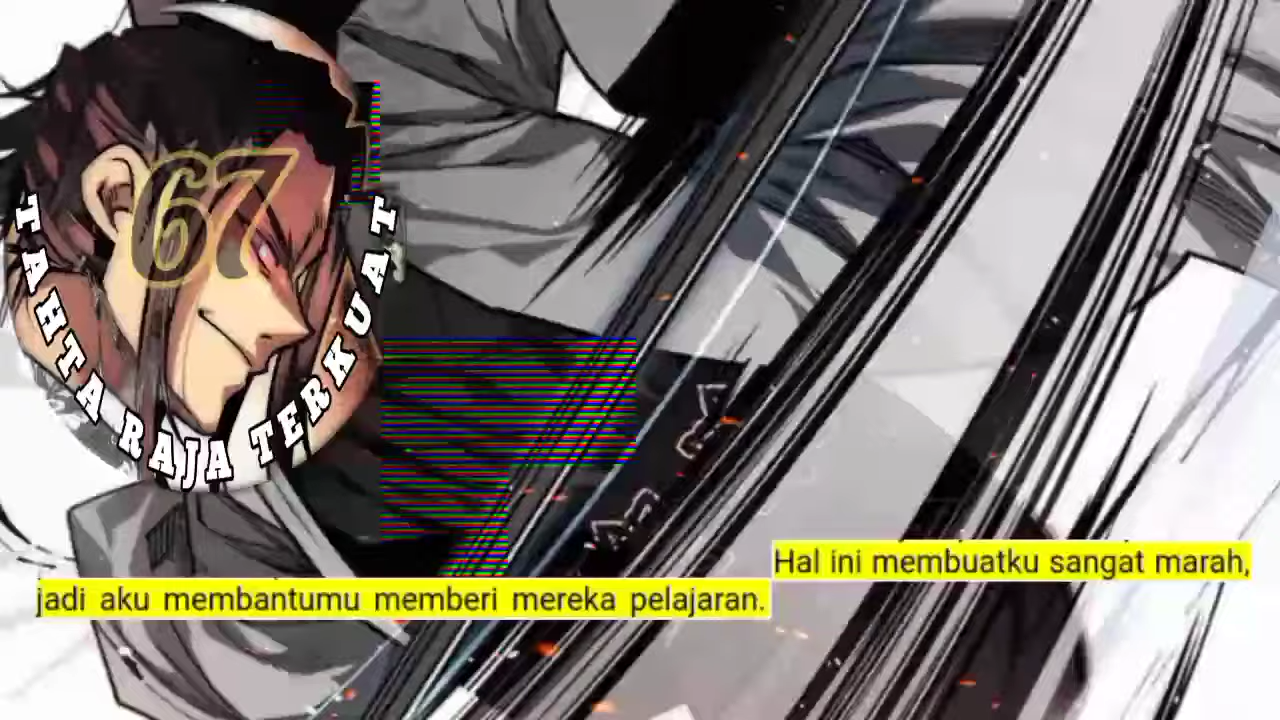 67
TAHTA RAJA TERKUAT
Hal ini membuatku sangat marah,
jadi aku membantumu memberi mereka pelajaran.